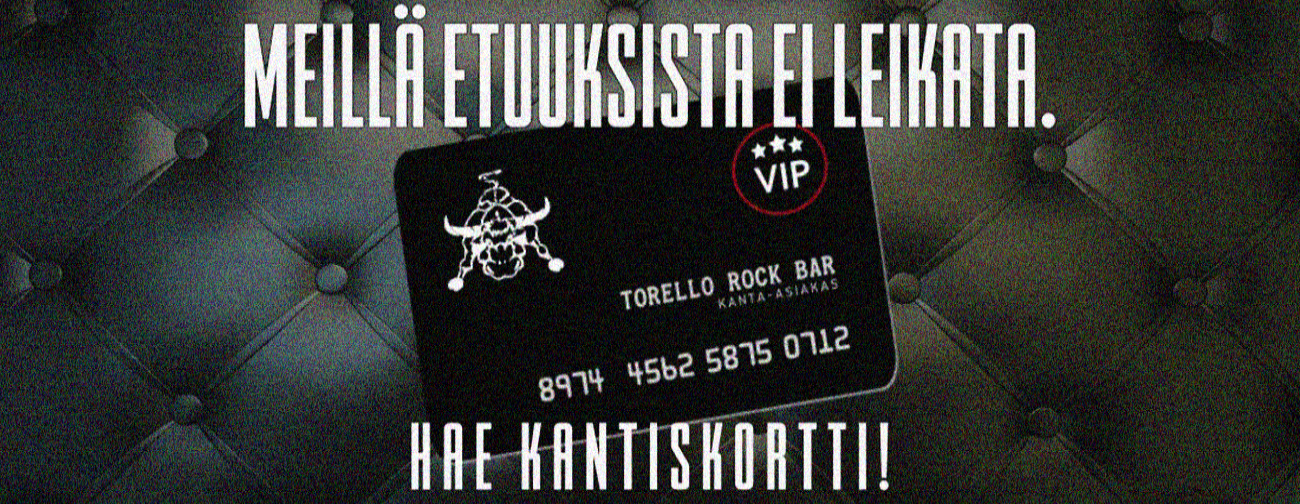 MEILLÄ ETUUKSISTA EI LEIKATA.
VIP
TORELLO ROCK BAR
KANTA-ASIAKAS
8974 4562 5875 0712
HAE KANTISKORTTI!